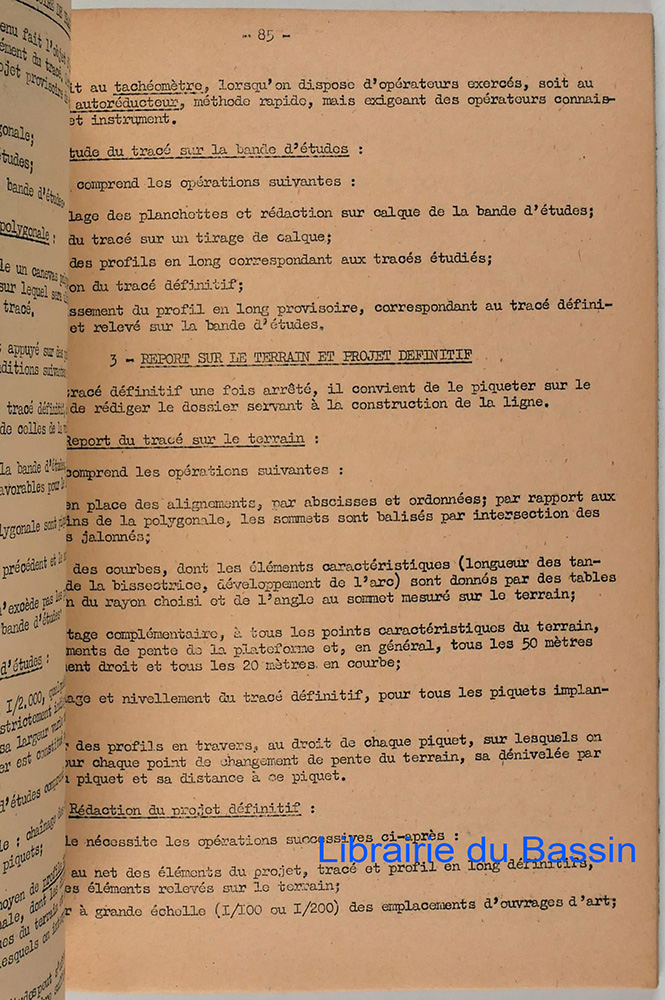 - 85 -
it au tachéomètre, lorsqu'on dispose d'opérateurs exercés, soit au
autoréducteur, méthode rapide, mais exigeant des opérateurs connais-
et instrument.
tude du tracé sur la bande d'études :
comprend les opérations suivantes :
lage des planchettes et rédaction sur calque de la bande d'études;
du tracé sur un tirage de calque;
des profils en long correspondant aux tracés étudiés;
on du tracé définitif;
ssement du profil en long provisoire, correspondant au tracé défini-
et relevé sur la bande d'études.
3 - REPORT SUR LE TERRAIN ET PROJET DEFINITIF
tracé définitif une fois arrêté, il convient de le piqueter sur le
de rédiger le dossier servant à la construction de la ligne.
Report du tracé sur le terrain :
comprend les opérations suivantes :
en place des alignements, par abscisses et ordonnées; par rapport aux
ins de la polygonale, les sommets sont balisés par intersection des
s jalonnés;
des courbes, dont les éléments caractéristiques (longueur des tan-
de la bissectrice, développement de l'arc) sont donnés par des tables
n du rayon choisi et de l'angle au sommet mesuré sur le terrain;
tage complémentaire, à tous les points caractéristiques du terrain,
ments de pente de la plateforme et, en général, tous les 50 mètres
ent droit et tous les 20 mètres en courbe;
age et nivellement du tracé définitif, pour tous les piquets implan-
r des profils en travers, au droit de chaque piquet, sur lesquels on
our chaque point de changement de pente du terrain, sa dénivelée par
piquet et sa distance à ce piquet.
Rédaction du projet définitif :
le nécessite les opérations successives ci-après :
au net des éléments du projet, tracé et profil en long définitifs,
es éléments relevés sur le terrain;
r à grande échelle (I/I00 ou I/200) des emplacements d'ouvrages d'art;
Librairie du Bassin